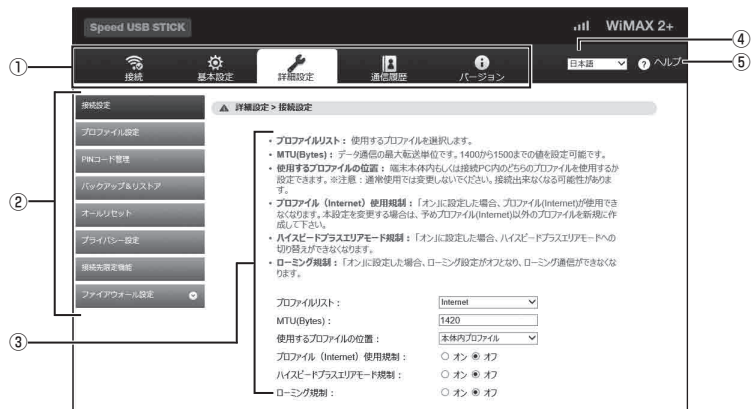 Speed USB STICK
WiMAX 2+
①
接続
基本設定
詳細設定
通信履歴
バージョン
日本語
ヘルプ
④
⑤
②
接続設定
プロファイル設定
PINコード管理
バックアップ&リストア
オールリセット
プライバシー設定
接続先限定機能
ファイアウォール設定
詳細設定 > 接続設定
③
・プロファイルリスト： 使用するプロファイルを選択します。
・MTU(Bytes)： データ通信の最大転送単位です。1400から1500までの値を設定可能です。
・使用するプロファイルの位置： 端末本体内もしくは接続PC内のどちらのプロファイルを使用するか
設定できます。※注意：通常使用では変更しないでください。接続出来なくなる可能性がありま
す。
・プロファイル（Internet）使用規制：「オン」に設定した場合、プロファイル(Internet)が使用でき
なくなります。本設定を変更する場合は、予めプロファイル(Internet)以外のプロファイルを新規に作
成して下さい。
・ハイスピードプラスエリアモード規制：「オン」に設定した場合、ハイスピードプラスエリアモードへの
切り替えができなくなります。
・ローミング規制：「オン」に設定した場合、ローミング設定がオフとなり、ローミング通信ができなくな
ります。
プロファイルリスト： Internet
MTU(Bytes)： 1420
使用するプロファイルの位置： 本体内プロファイル
プロファイル（Internet）使用規制： オン オフ
ハイスピードプラスエリアモード規制： オン オフ
ローミング規制： オン オフ